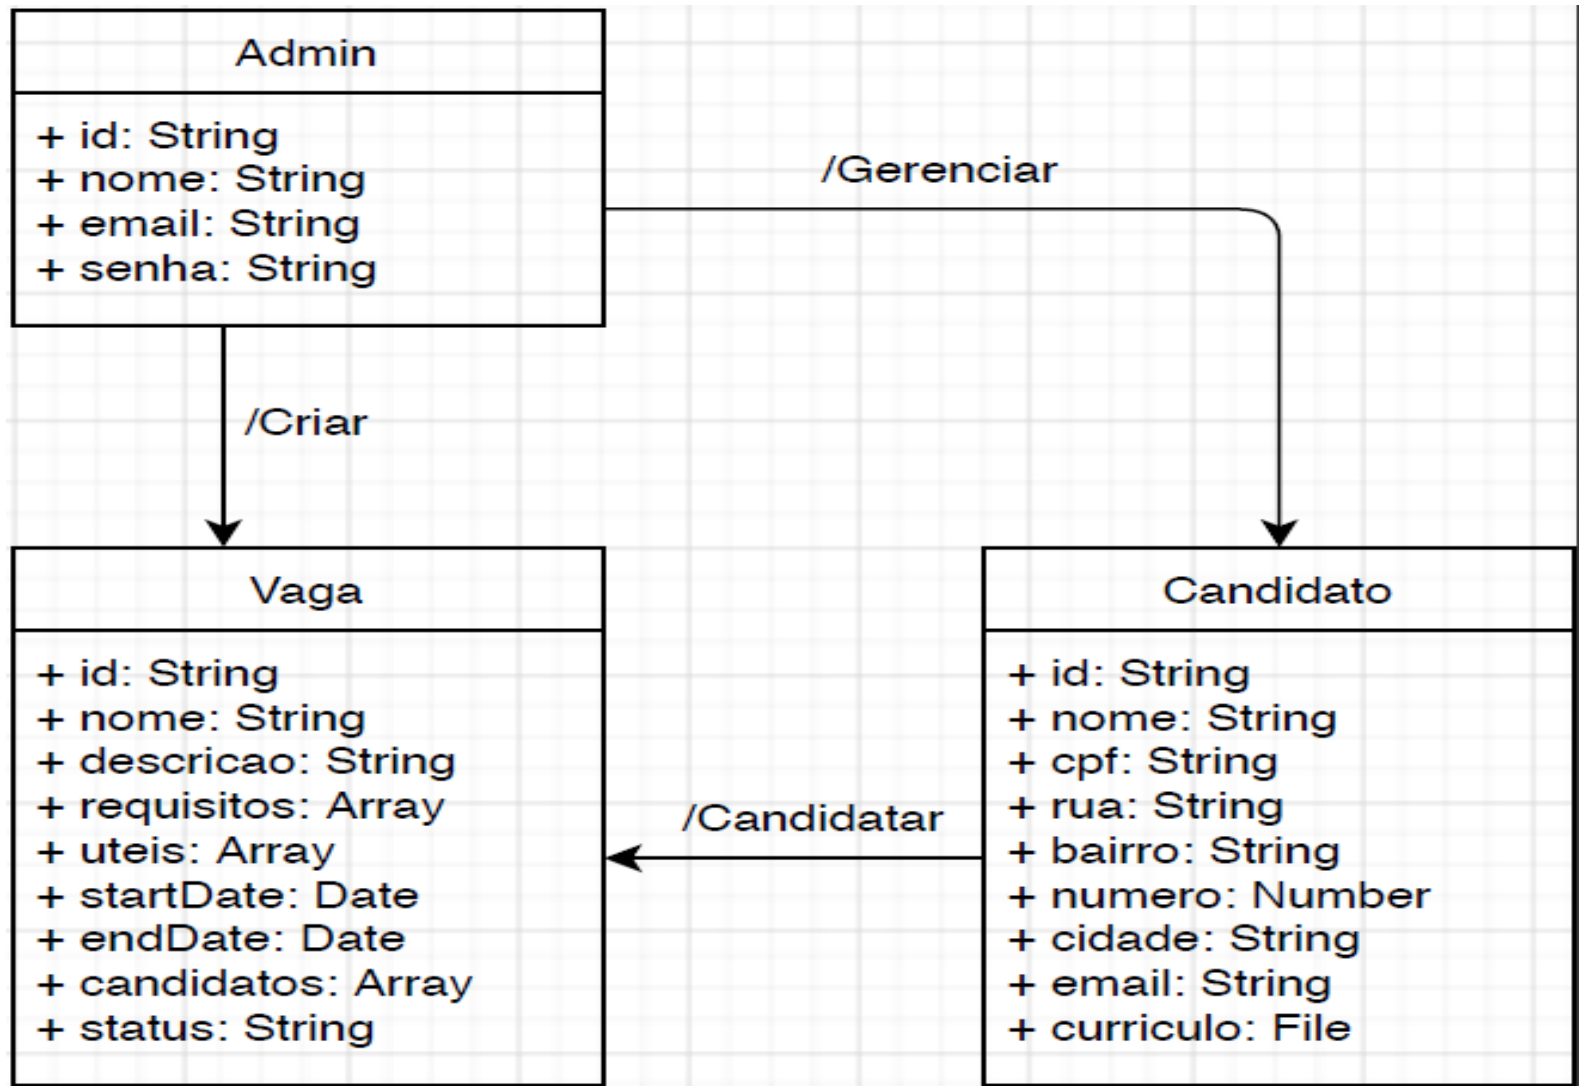 Admin
+ id: String
+ nome: String
+ email: String
+ senha: String
/Gerenciar
/Criar
Vaga
+ id: String
+ nome: String
+ descricao: String
+ requisitos: Array
+ uteis: Array
+ startDate: Date
+ endDate: Date
+ candidatos: Array
+ status: String
/Candidatar
Candidato
+ id: String
+ nome: String
+ cpf: String
+ rua: String
+ bairro: String
+ numero: Number
+ cidade: String
+ email: String
+ curriculo: File